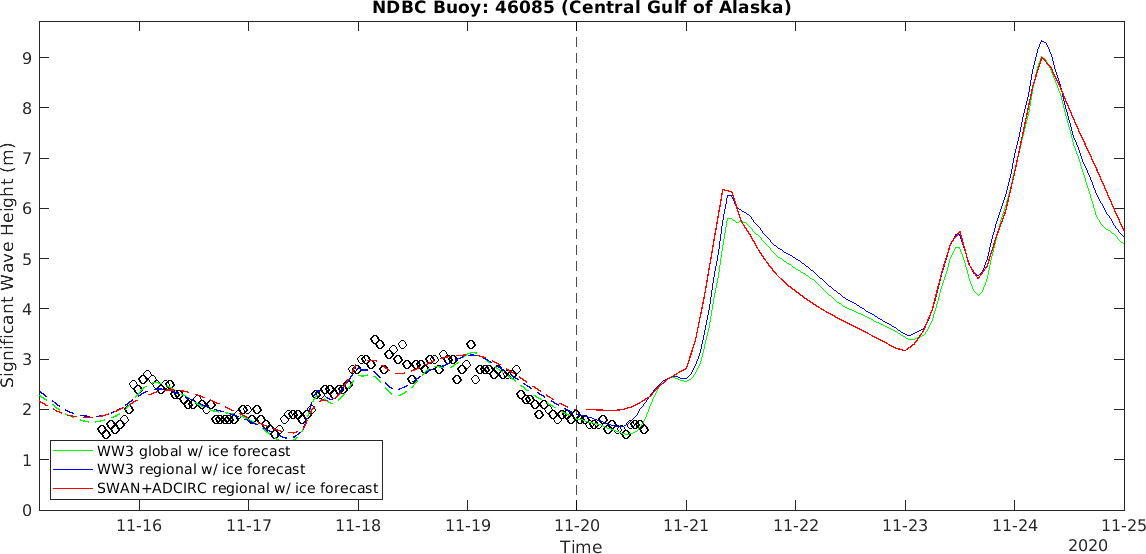 NDBC Buoy: 46085 (Central Gulf of Alaska)
Significant Wave Height (m)
9
8
7
6
5
4
3
2
1
0
WW3 global w/ ice forecast
WW3 regional w/ ice forecast
SWAN+ADCIRC regional w/ ice forecast
11-16 11-17 11-18 11-19 11-20 11-21 11-22 11-23 11-24 11-25
Time
2020